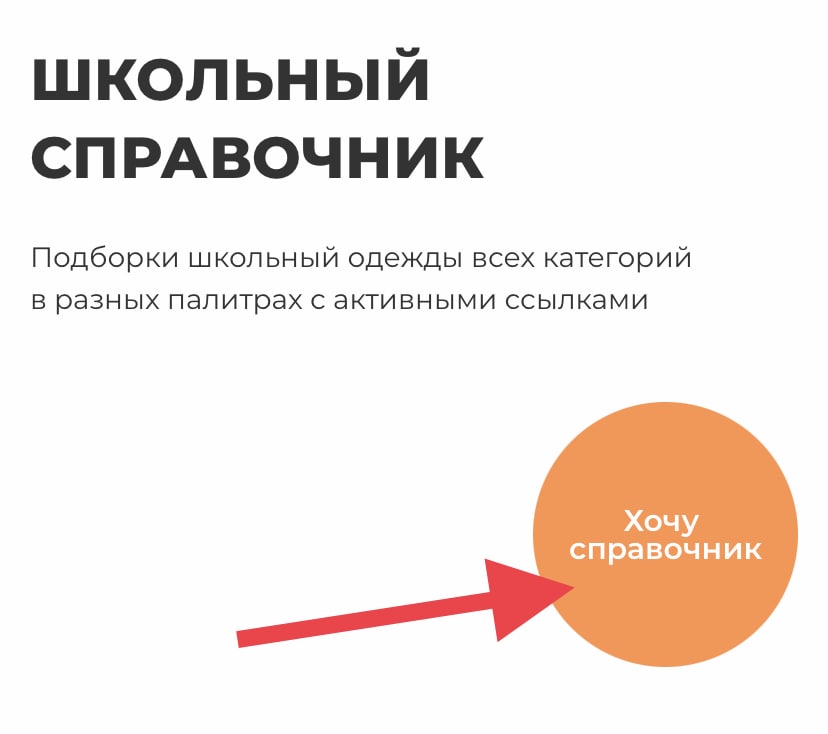 ШКОЛЬНЫЙ
СПРАВОЧНИК
Подборки школьный одежды всех категорий
в разных палитрах с активными ссылками
Хочу
справочник